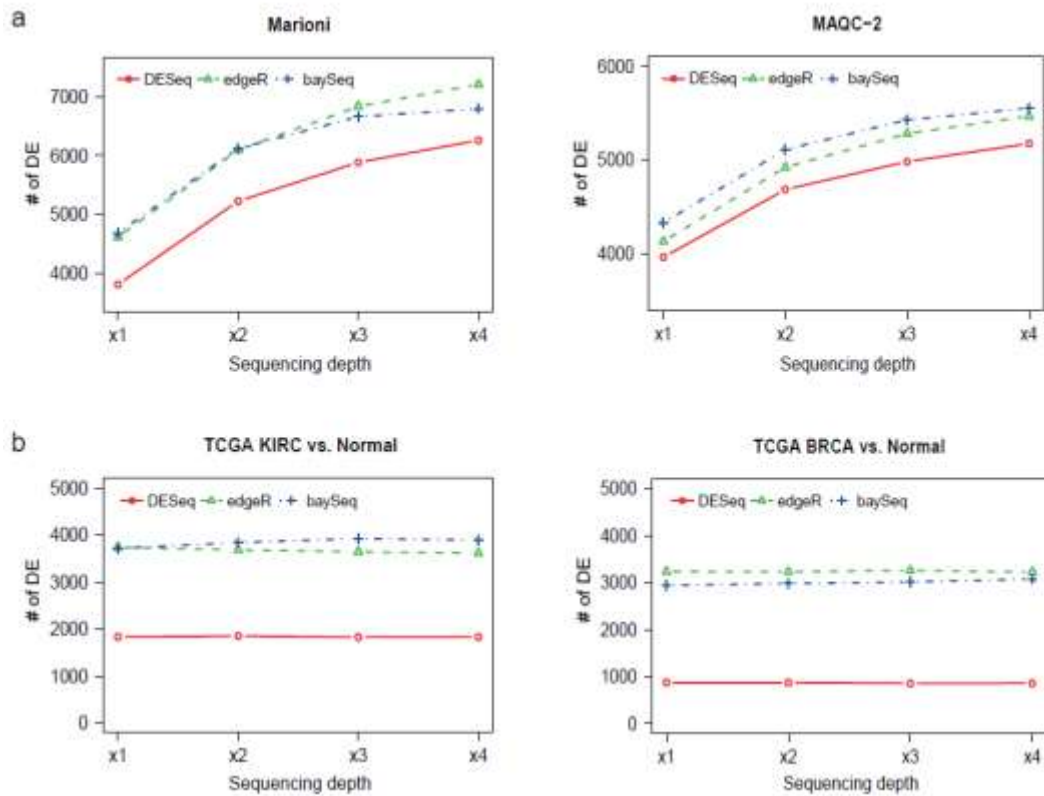 a
Marioni
DESeq edgeR baySeq
# of DE
7000
6000
5000
4000
x1 x2 x3 x4
Sequencing depth
MAQC-2
DESeq edgeR baySeq
# of DE
6000
5000
4000
x1 x2 x3 x4
Sequencing depth
b
TCGA KIRC vs. Normal
DESeq edgeR baySeq
# of DE
5000
4000
3000
2000
1000
0
x1 x2 x3 x4
Sequencing depth
TCGA BRCA vs. Normal
DESeq edgeR baySeq
# of DE
5000
4000
3000
2000
1000
0
x1 x2 x3 x4
Sequencing depth